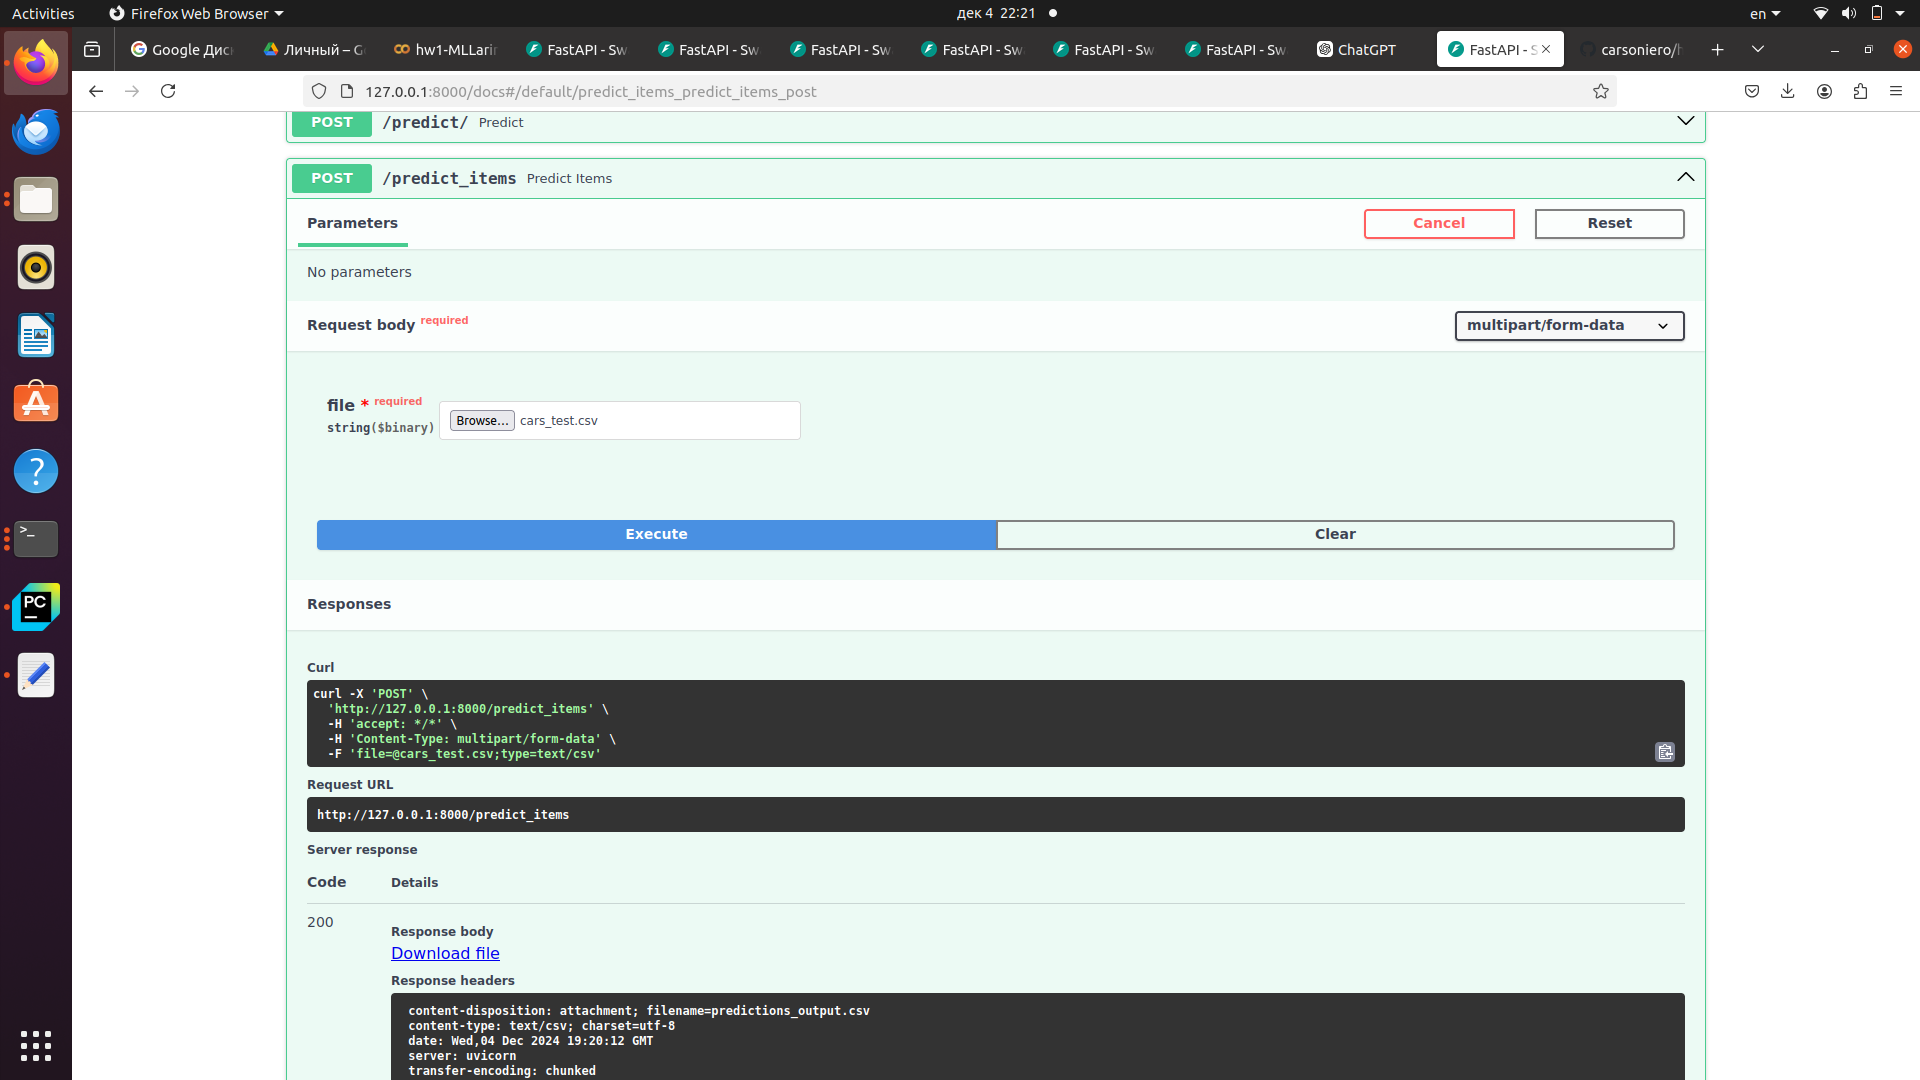 Activities
Firefox Web Browser
дек 4 22:21
en
Google Дис
Личный – G
hw1-MLLarin
FastAPI - Sw
FastAPI - Sw
FastAPI - Sw
FastAPI - Sw
FastAPI - Sw
FastAPI - Sw
ChatGPT
FastAPI - S
carsoniero/h
127.0.0.1:8000/docs#/default/predict_items_predict_items_post
POST /predict/ Predict
POST /predict_items Predict Items
Parameters
Cancel
Reset
No parameters
Request body required
multipart/form-data
file * required
string($binary)
Browse... cars_test.csv
Execute
Clear
Responses
Curl
curl -X 'POST' \
'http://127.0.0.1:8000/predict_items' \
-H 'accept: */*' \
-H 'Content-Type: multipart/form-data' \
-F 'file=@cars_test.csv;type=text/csv'
Request URL
http://127.0.0.1:8000/predict_items
Server response
Code Details
200
Response body
Download file
Response headers
content-disposition: attachment; filename=predictions_output.csv
content-type: text/csv; charset=utf-8
date: Wed,04 Dec 2024 19:20:12 GMT
server: uvicorn
transfer-encoding: chunked
>_
PC
?